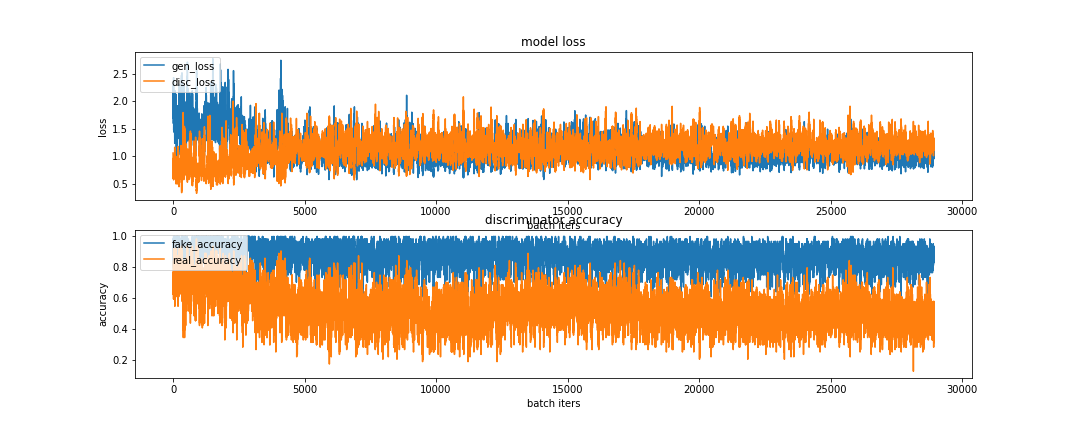 model loss
gen_loss
disc_loss
2.5
2.0
1.5
1.0
0.5
loss
0 5000 10000 15000 20000 25000 30000
batch iters
discriminator accuracy
fake_accuracy
real_accuracy
1.0
0.8
0.6
0.4
0.2
accuracy
0 5000 10000 15000 20000 25000 30000
batch iters